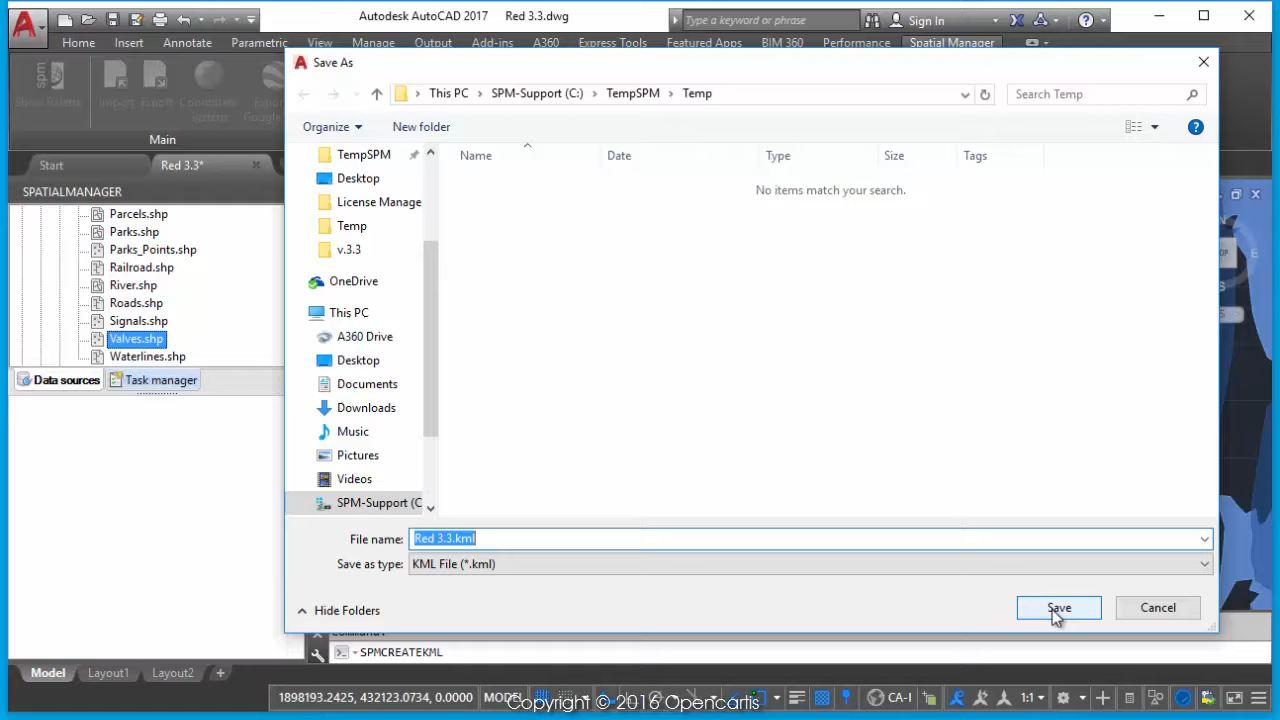 Autodesk AutoCAD 2017 Red 3.3.dwg
Type a keyword or phrase
Sign In
Home Insert Annotate Parametric View Manage Output Add-ins A360 Express Tools Featured Apps BIM 360 Performance Spatial Manager
Save As
This PC > SPM-Support (C:) > TempSPM > Temp
Search Temp
spm
Main
Organize New folder
Start Red 3.3*
SPATIALMANAGER
Name Date Type Size Tags
No items match your search.
Parcels.shp
Parks.shp
Parks_Points.shp
Railroad.shp
River.shp
Roads.shp
Signals.shp
Valves.shp
Waterlines.shp
Data sources Task manager
TempSPM
Desktop
License Manage
Temp
v.3.3
OneDrive
This PC
A360 Drive
Desktop
Documents
Downloads
Music
Pictures
Videos
SPM-Support (C
File name: Red 3.3.kml
Save as type: KML File (*.kml)
Hide Folders
Save Cancel
SPMCREATEKML
Model Layout1 Layout2 +
1898193.2425, 432123.0734, 0.0000 MODEL CA-I 1:1
Copyright © 2016 Opencartis